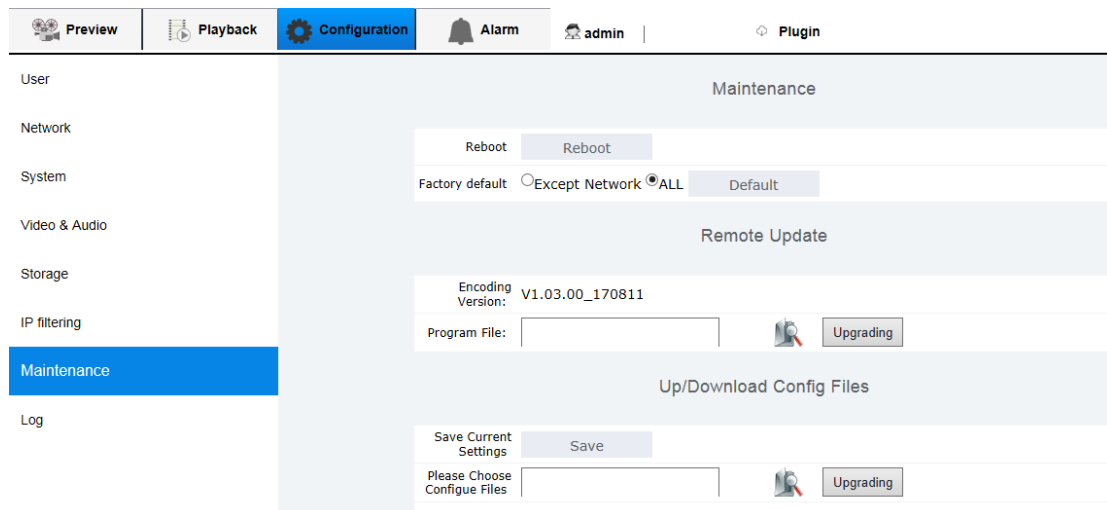 Preview Playback Configuration Alarm admin | Plugin
User
Network
System
Video & Audio
Storage
IP filtering
Maintenance
Log
Maintenance
Reboot Reboot
Factory default Except Network ALL Default
Remote Update
Encoding
Version: V1.03.00_170811
Program File: Upgrading
Up/Download Config Files
Save Current
Settings Save
Please Choose
Configue Files Upgrading